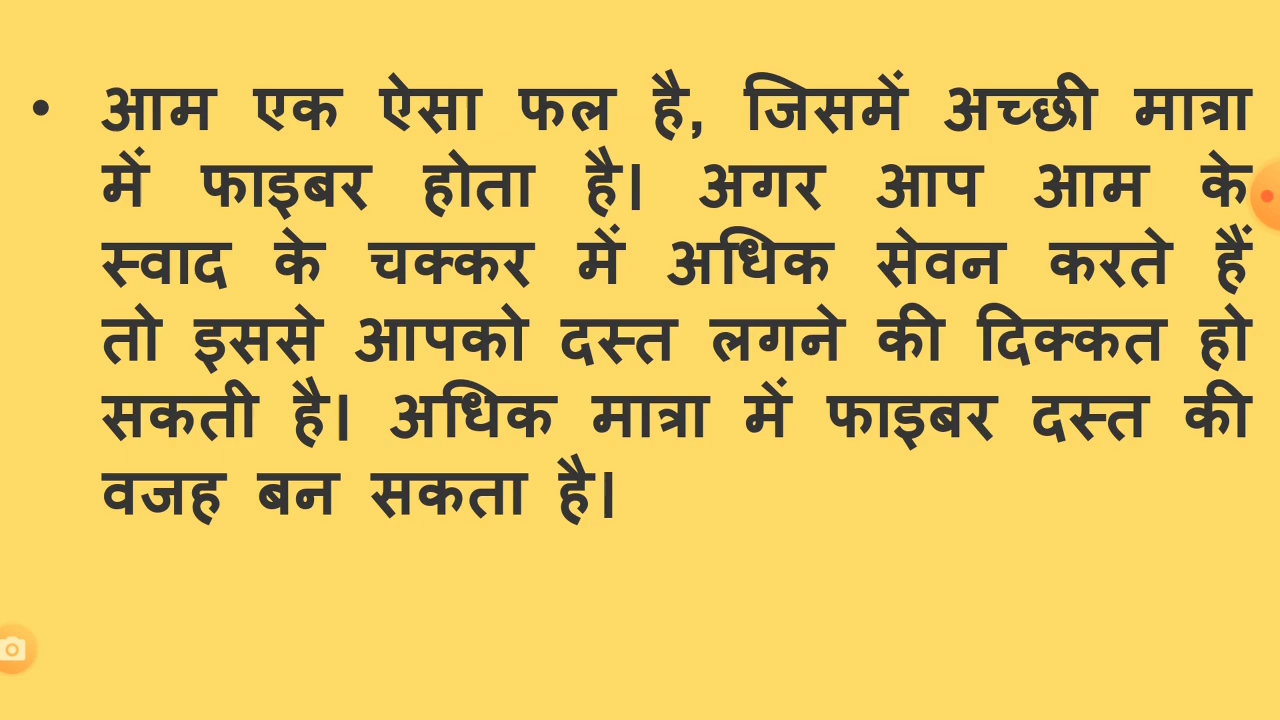 • आम एक ऐसा फल है, जिसमें अच्छी मात्रा
में फाइबर होता है। अगर आप आम के
स्वाद के चक्कर में अधिक सेवन करते हैं
तो इससे आपको दस्त लगने की दिक्कत हो
सकती है। अधिक मात्रा में फाइबर दस्त की
वजह बन सकता है।